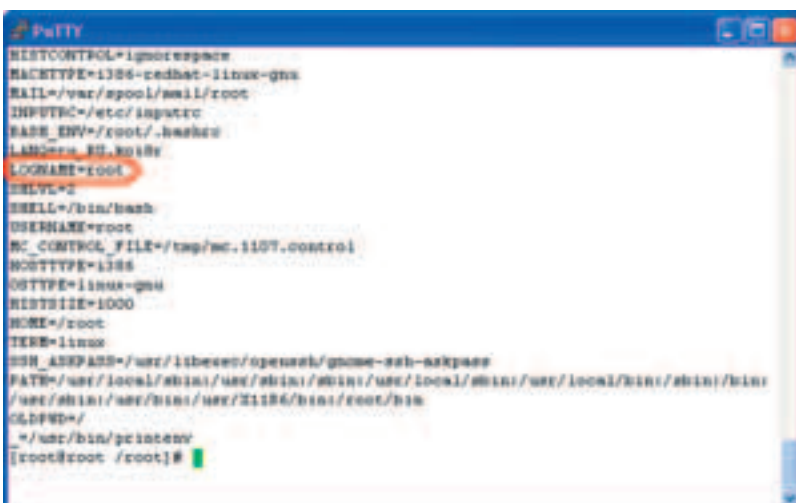 PuTTY
HISTCONTROL=ignorespace
MACHTYPE=i386-redhat-linux-gnu
MAIL=/var/spool/mail/root
INPUTRC=/etc/inputrc
BASH_ENV=/root/.bashrc
LANG=ru_RU.koi8r
LOGNAME=root
SHLVL=2
SHELL=/bin/bash
USERNAME=root
MC_CONTROL_FILE=/tmp/mc.1107.control
HOSTTYPE=i386
OSTYPE=linux-gnu
HISTSIZE=1000
HOME=/root
TERM=linux
SSH_ASKPASS=/usr/libexec/openssh/gnome-ssh-askpass
PATH=/usr/local/sbin:/usr/sbin:/sbin:/usr/local/sbin:/usr/local/bin:/sbin:/bin:
/usr/sbin:/usr/bin:/usr/X11R6/bin:/root/bin
OLDPWD=/
_=/usr/bin/printenv
[root@root /root]#